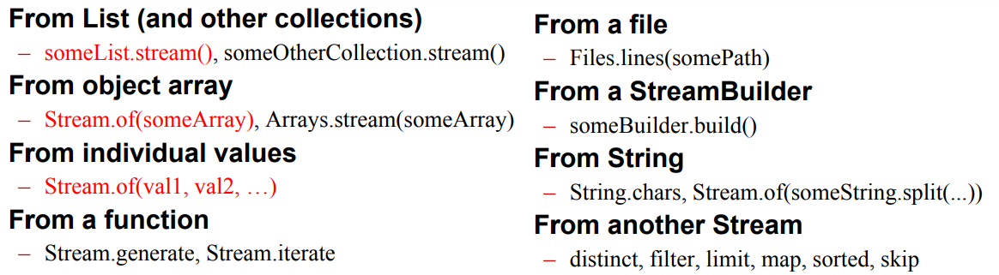 From List (and other collections)
– someList.stream(), someOtherCollection.stream()
From object array
– Stream.of(someArray), Arrays.stream(someArray)
From individual values
– Stream.of(val1, val2, …)
From a function
– Stream.generate, Stream.iterate
From a file
– Files.lines(somePath)
From a StreamBuilder
– someBuilder.build()
From String
– String.chars, Stream.of(someString.split(...))
From another Stream
– distinct, filter, limit, map, sorted, skip